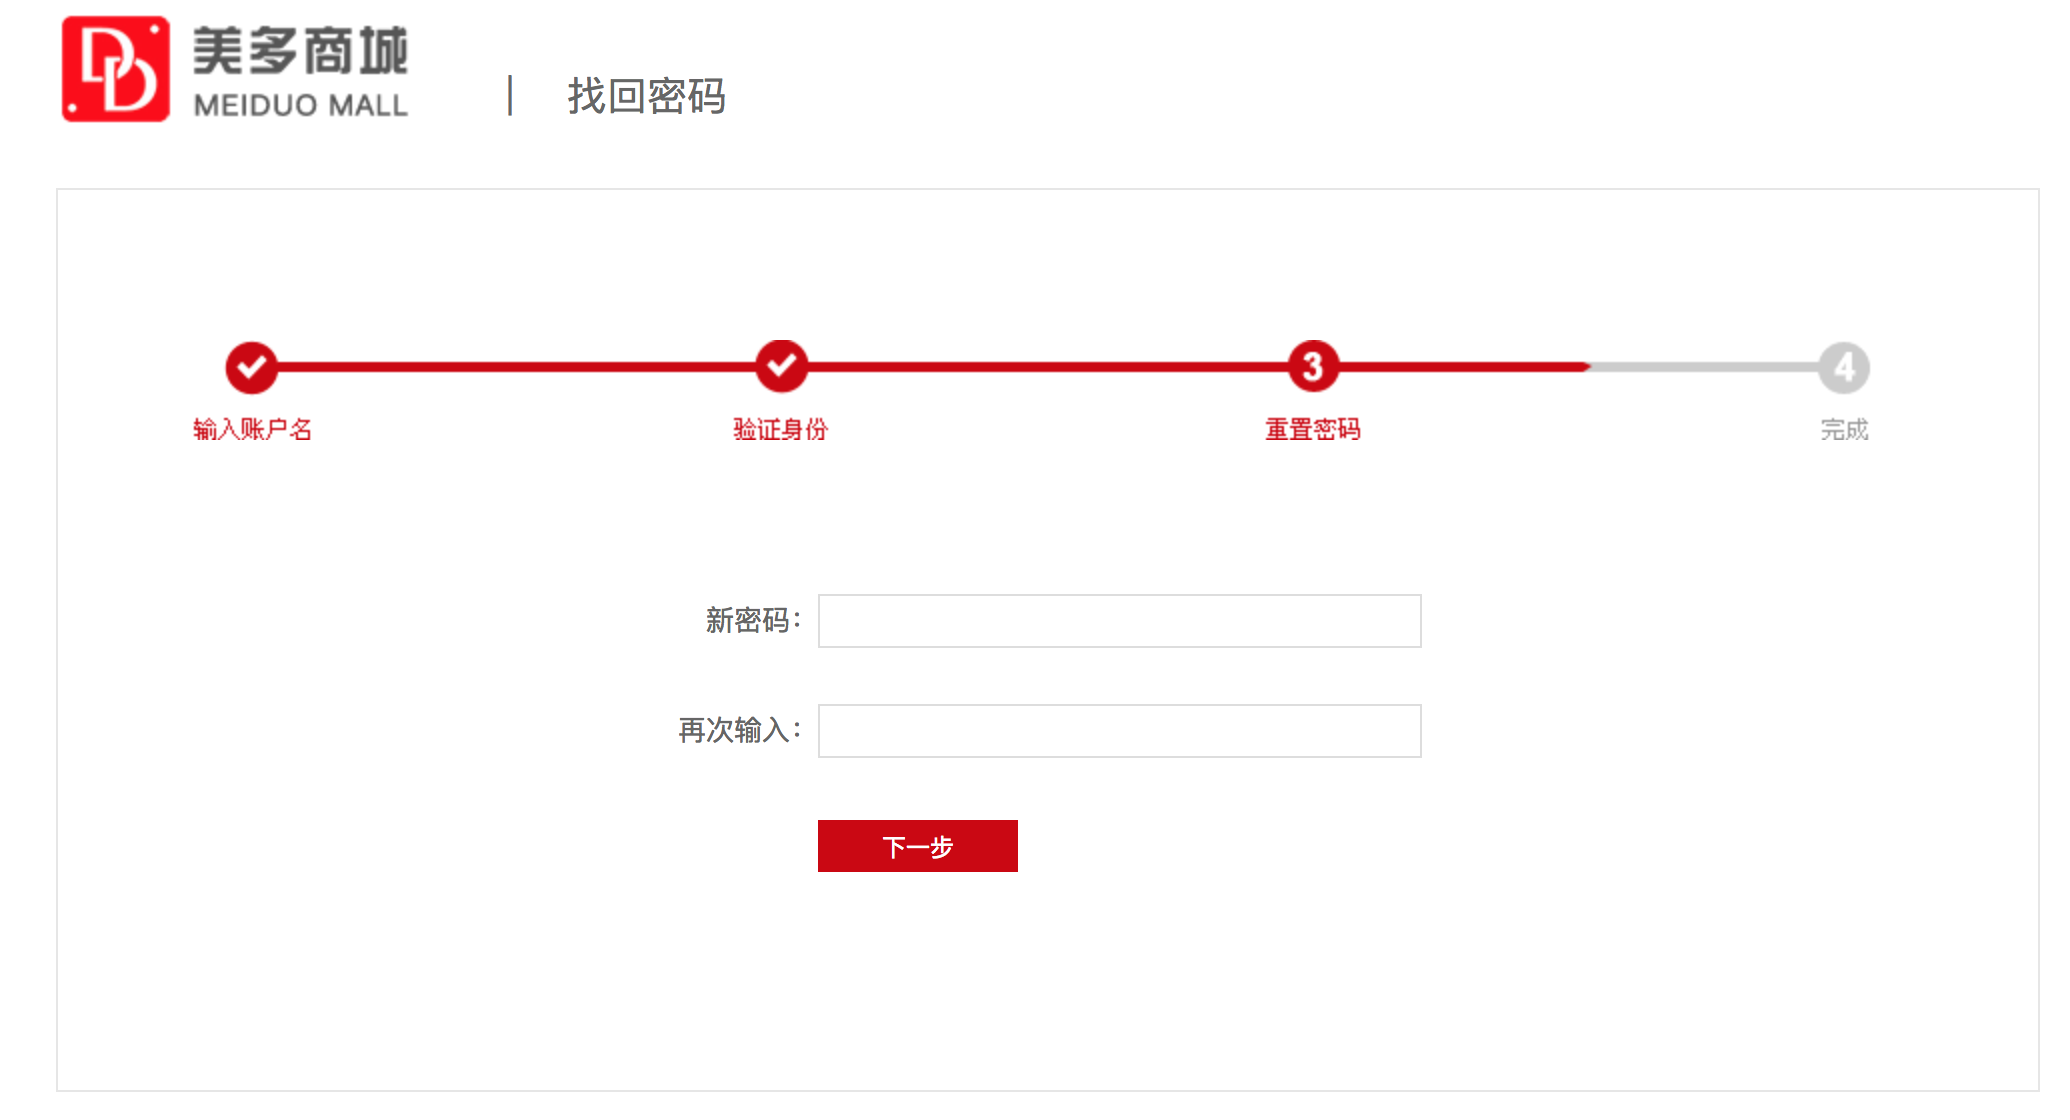 美多商城
MEIDUO MALL
| 找回密码
3
4
输入账户名
验证身份
重置密码
完成
新密码：
再次输入：
下一步